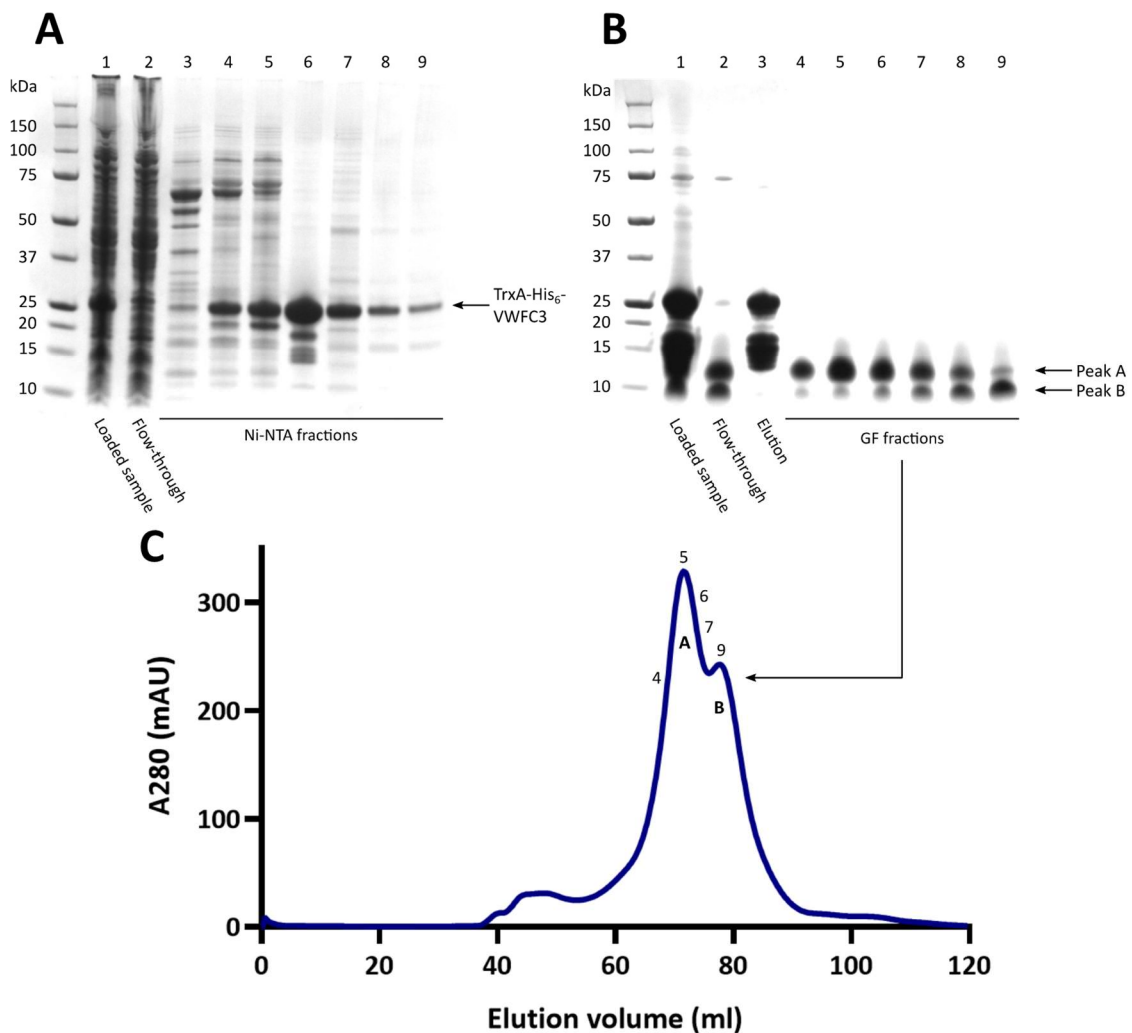 A
B
1 2 3 4 5 6 7 8 9
kDa
150
100
75
50
37
25
20
15
10
TrxA-His6-
VWFC3
Loaded sample
Flow-through
Ni-NTA fractions
1 2 3 4 5 6 7 8 9
kDa
150
100
75
50
37
25
20
15
10
Peak A
Peak B
Loaded sample
Flow-through
Elution
GF fractions
C
A280 (mAU)
300
200
100
0
5
6
7
A
9
4
B
0 20 40 60 80 100 120
Elution volume (ml)